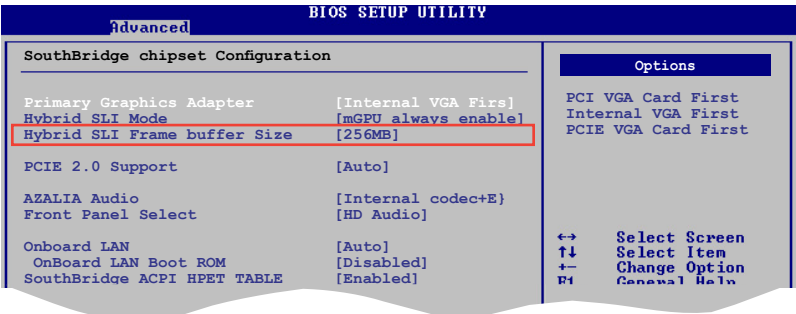 BIOS SETUP UTILITY
Advanced
SouthBridge chipset Configuration
Primary Graphics Adapter [Internal VGA Firs]
Hybrid SLI Mode [mGPU always enable]
Hybrid SLI Frame buffer Size [256MB]
PCIE 2.0 Support [Auto]
AZALIA Audio [Internal codec+E}
Front Panel Select [HD Audio]
Onboard LAN [Auto]
OnBoard LAN Boot ROM [Disabled]
SouthBridge ACPI HPET TABLE [Enabled]
Options
PCI VGA Card First
Internal VGA First
PCIE VGA Card First
←→ Select Screen
↑↓ Select Item
+- Change Option
F1 General Help